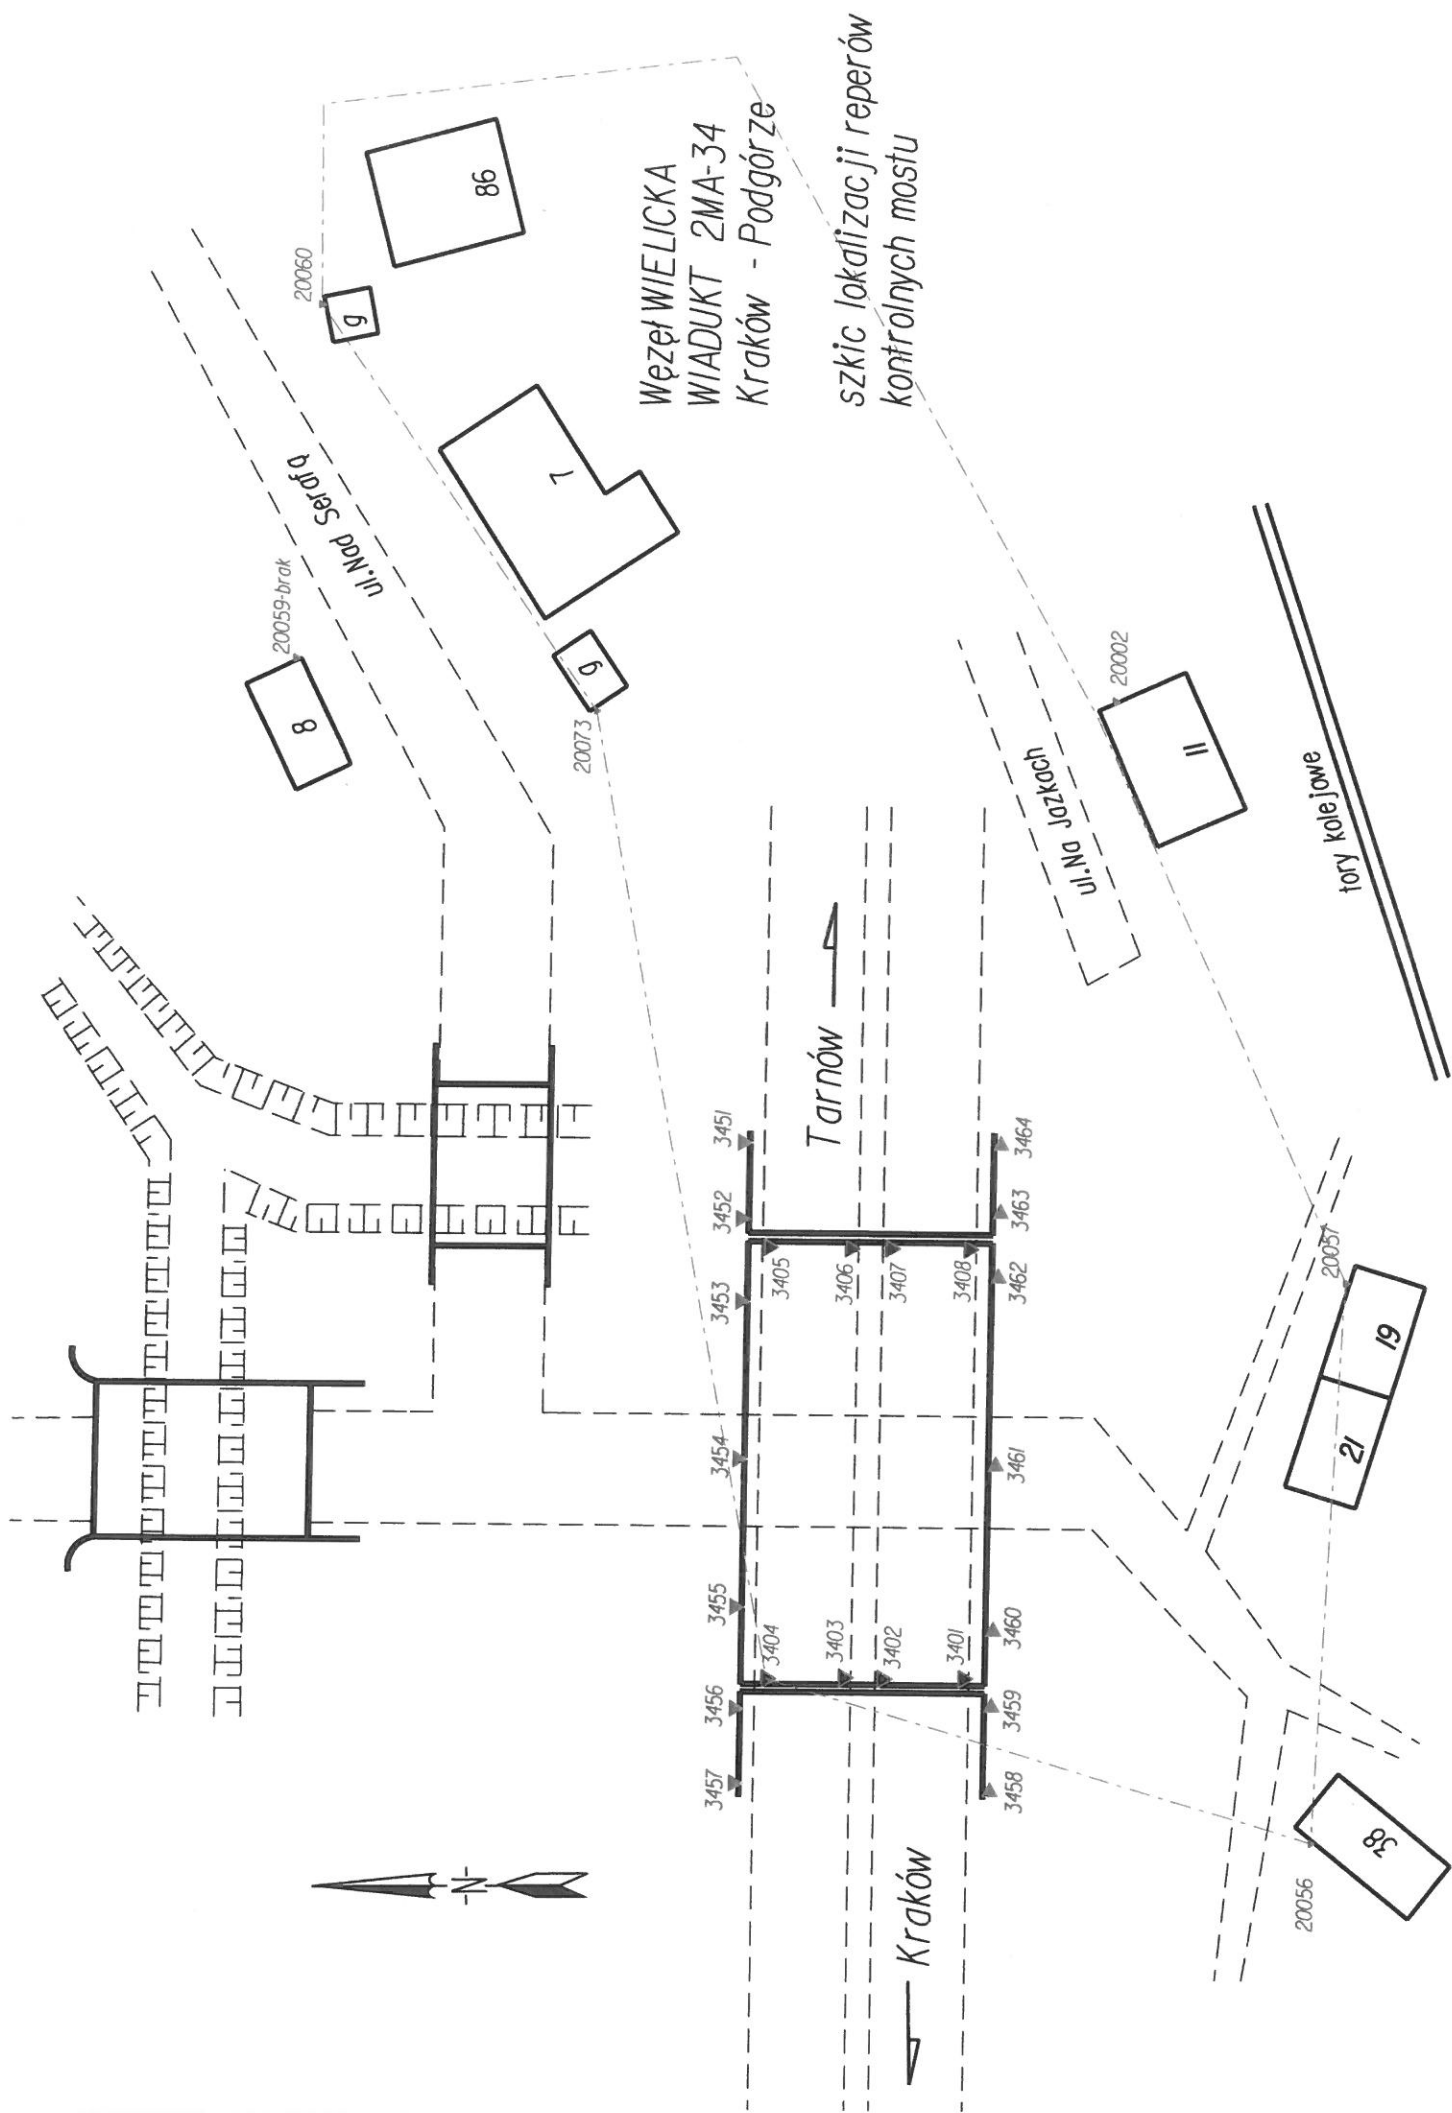 Węzeł WIELICKA
WIADUKT 2MA-34
Kraków - Podgórze
szkic lokalizacji reperów
kontrolnych mostu
20060
g
86
ul.Nad Serafą
7
20059-brak
8
g
20073
20002
11
ul.Na Jazkach
tory kolejowe
Tarnów
3451
3452
3453
3454
3455
3456
3457
3405
3406
3407
3408
3404
3403
3402
3401
3464
3463
3462
3461
3460
3459
3458
20057
19
21
N
Kraków
20056
38